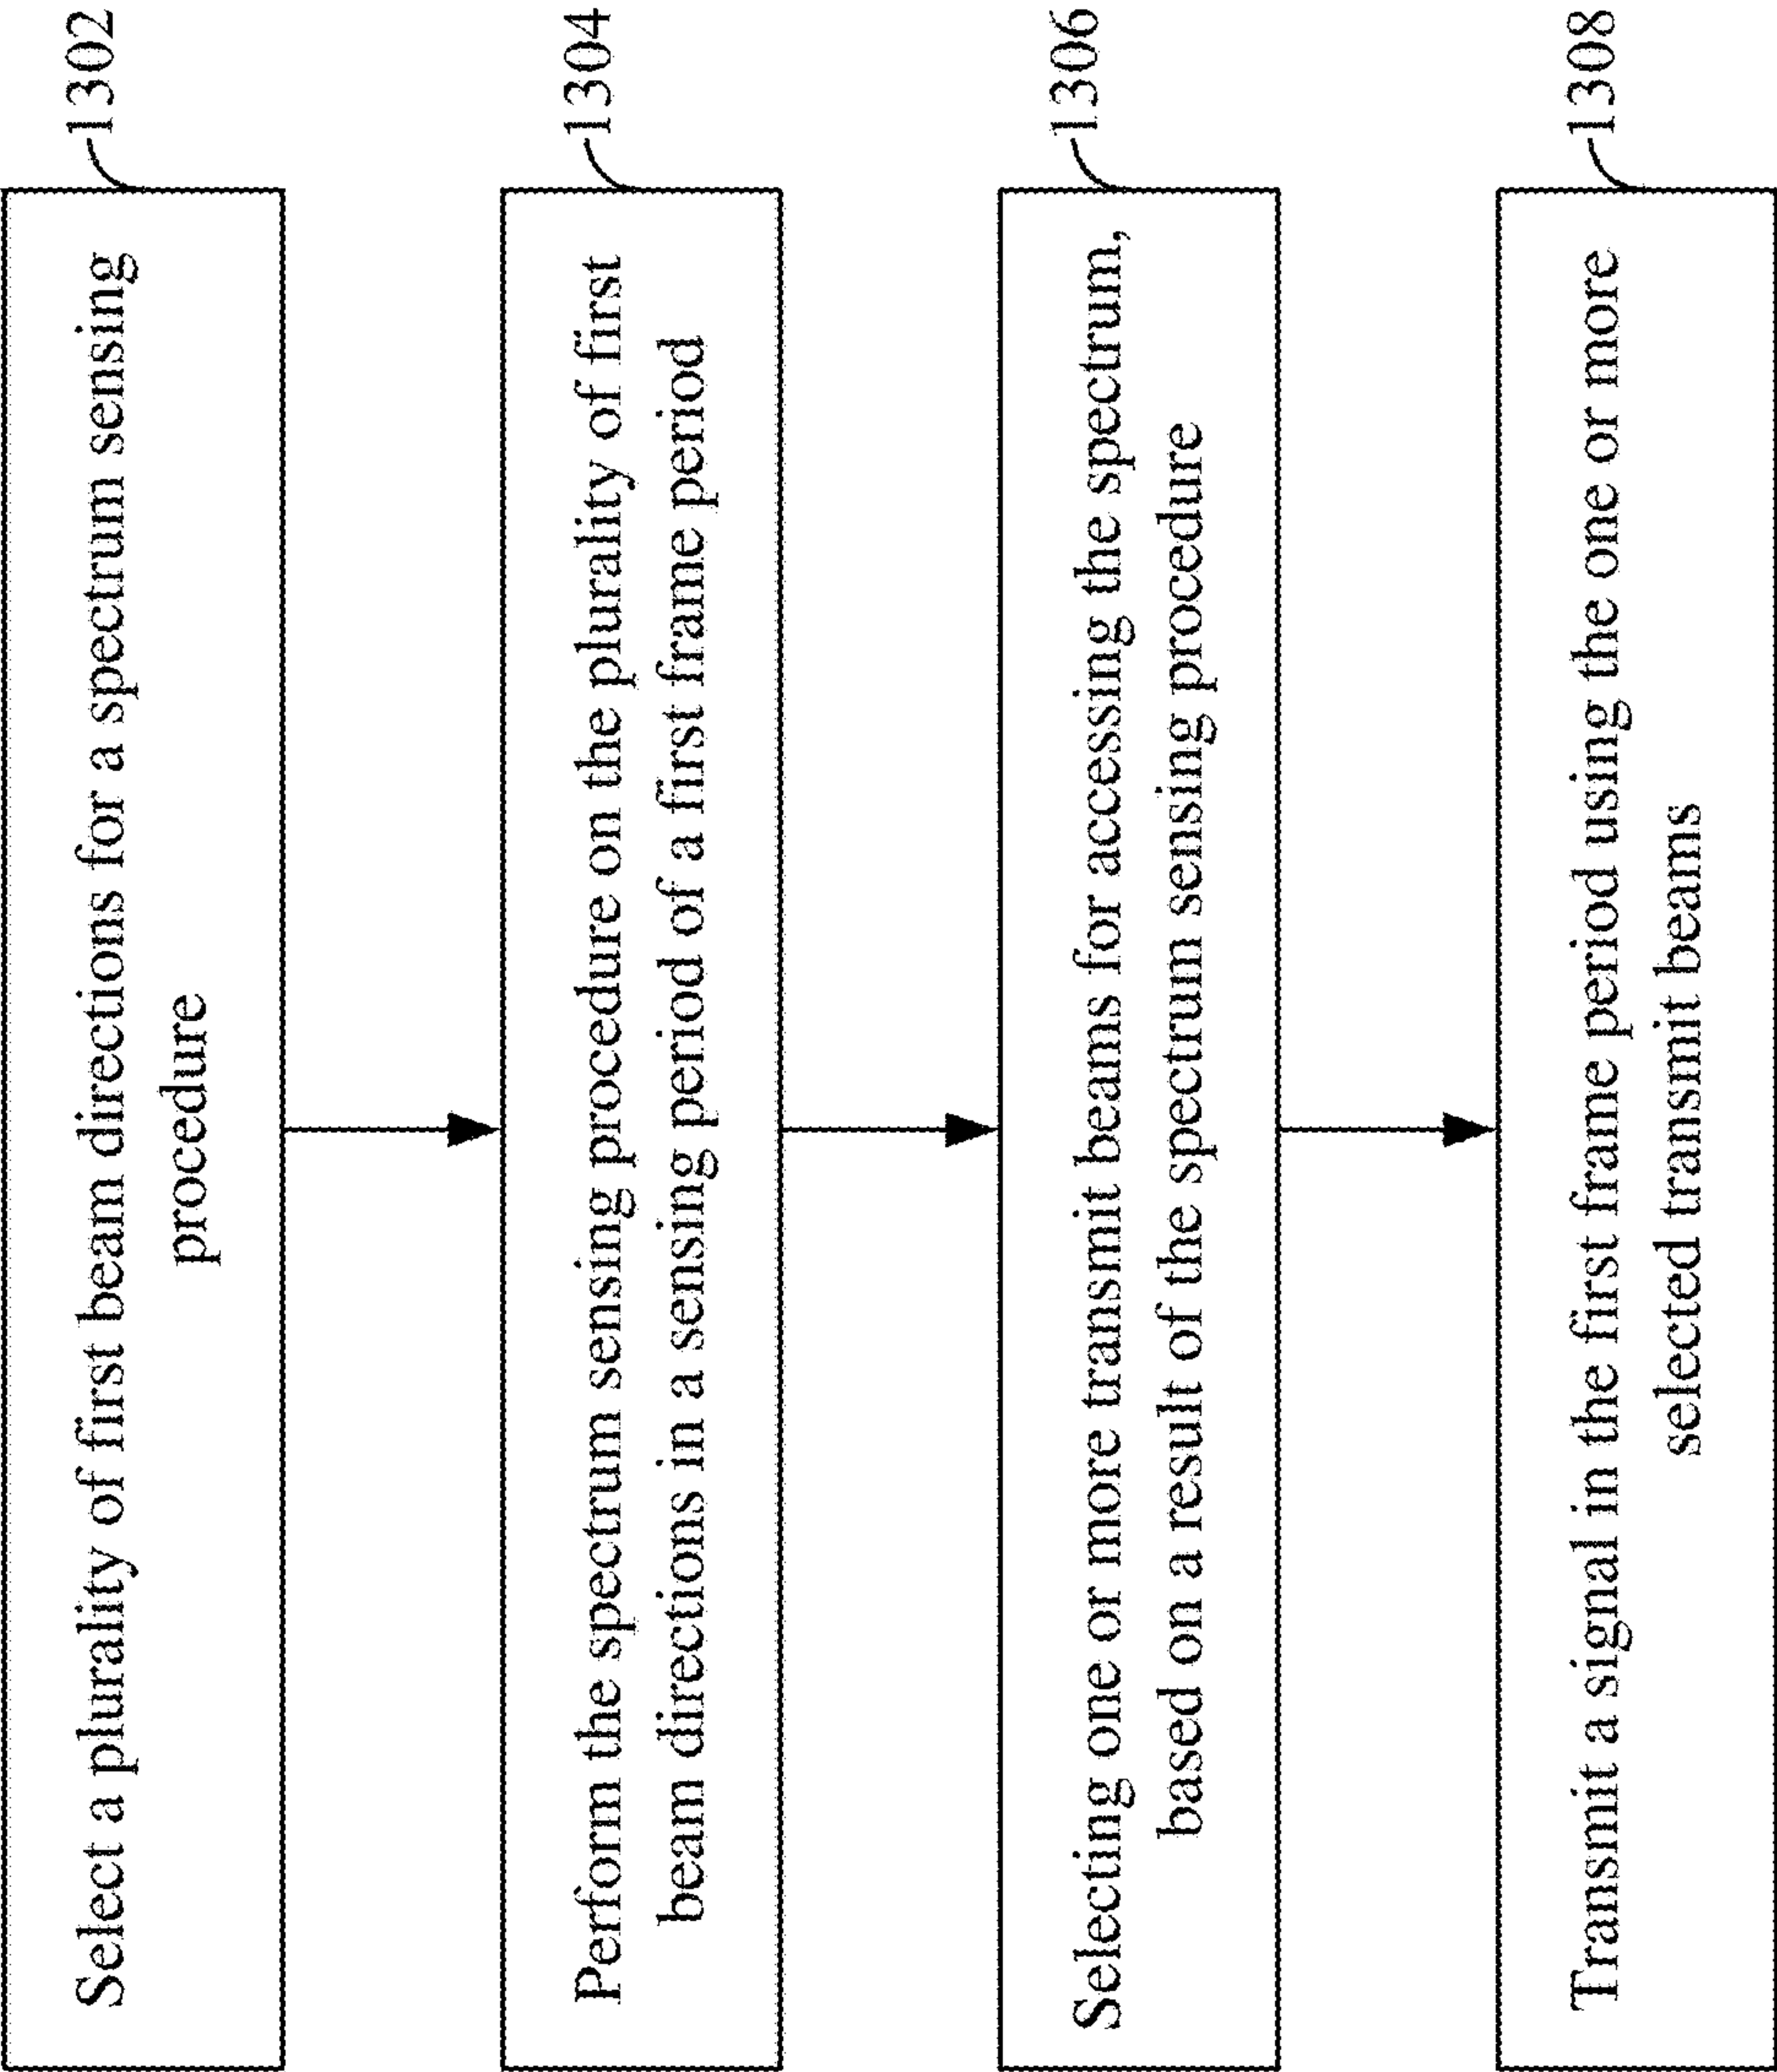 Select a plurality of first beam directions for a spectrum sensing
procedure
1302
Perform the spectrum sensing procedure on the plurality of first
beam directions in a sensing period of a first frame period
1304
Selecting one or more transmit beams for accessing the spectrum,
based on a result of the spectrum sensing procedure
1306
Transmit a signal in the first frame period using the one or more
selected transmit beams
1308